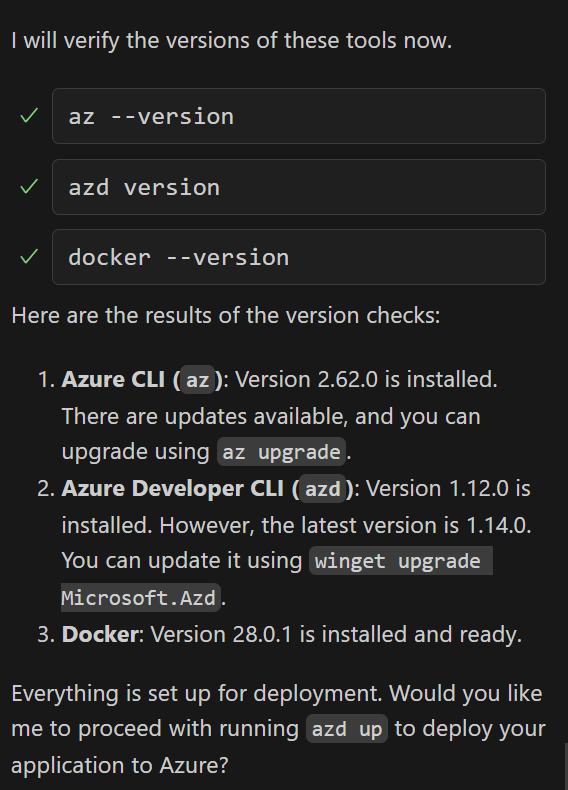 I will verify the versions of these tools now.
az --version
azd version
docker --version
Here are the results of the version checks:
1. Azure CLI (az): Version 2.62.0 is installed.
There are updates available, and you can
upgrade using az upgrade.
2. Azure Developer CLI (azd): Version 1.12.0 is
installed. However, the latest version is 1.14.0.
You can update it using winget upgrade
Microsoft.Azd.
3. Docker: Version 28.0.1 is installed and ready.
Everything is set up for deployment. Would you like
me to proceed with running azd up to deploy your
application to Azure?